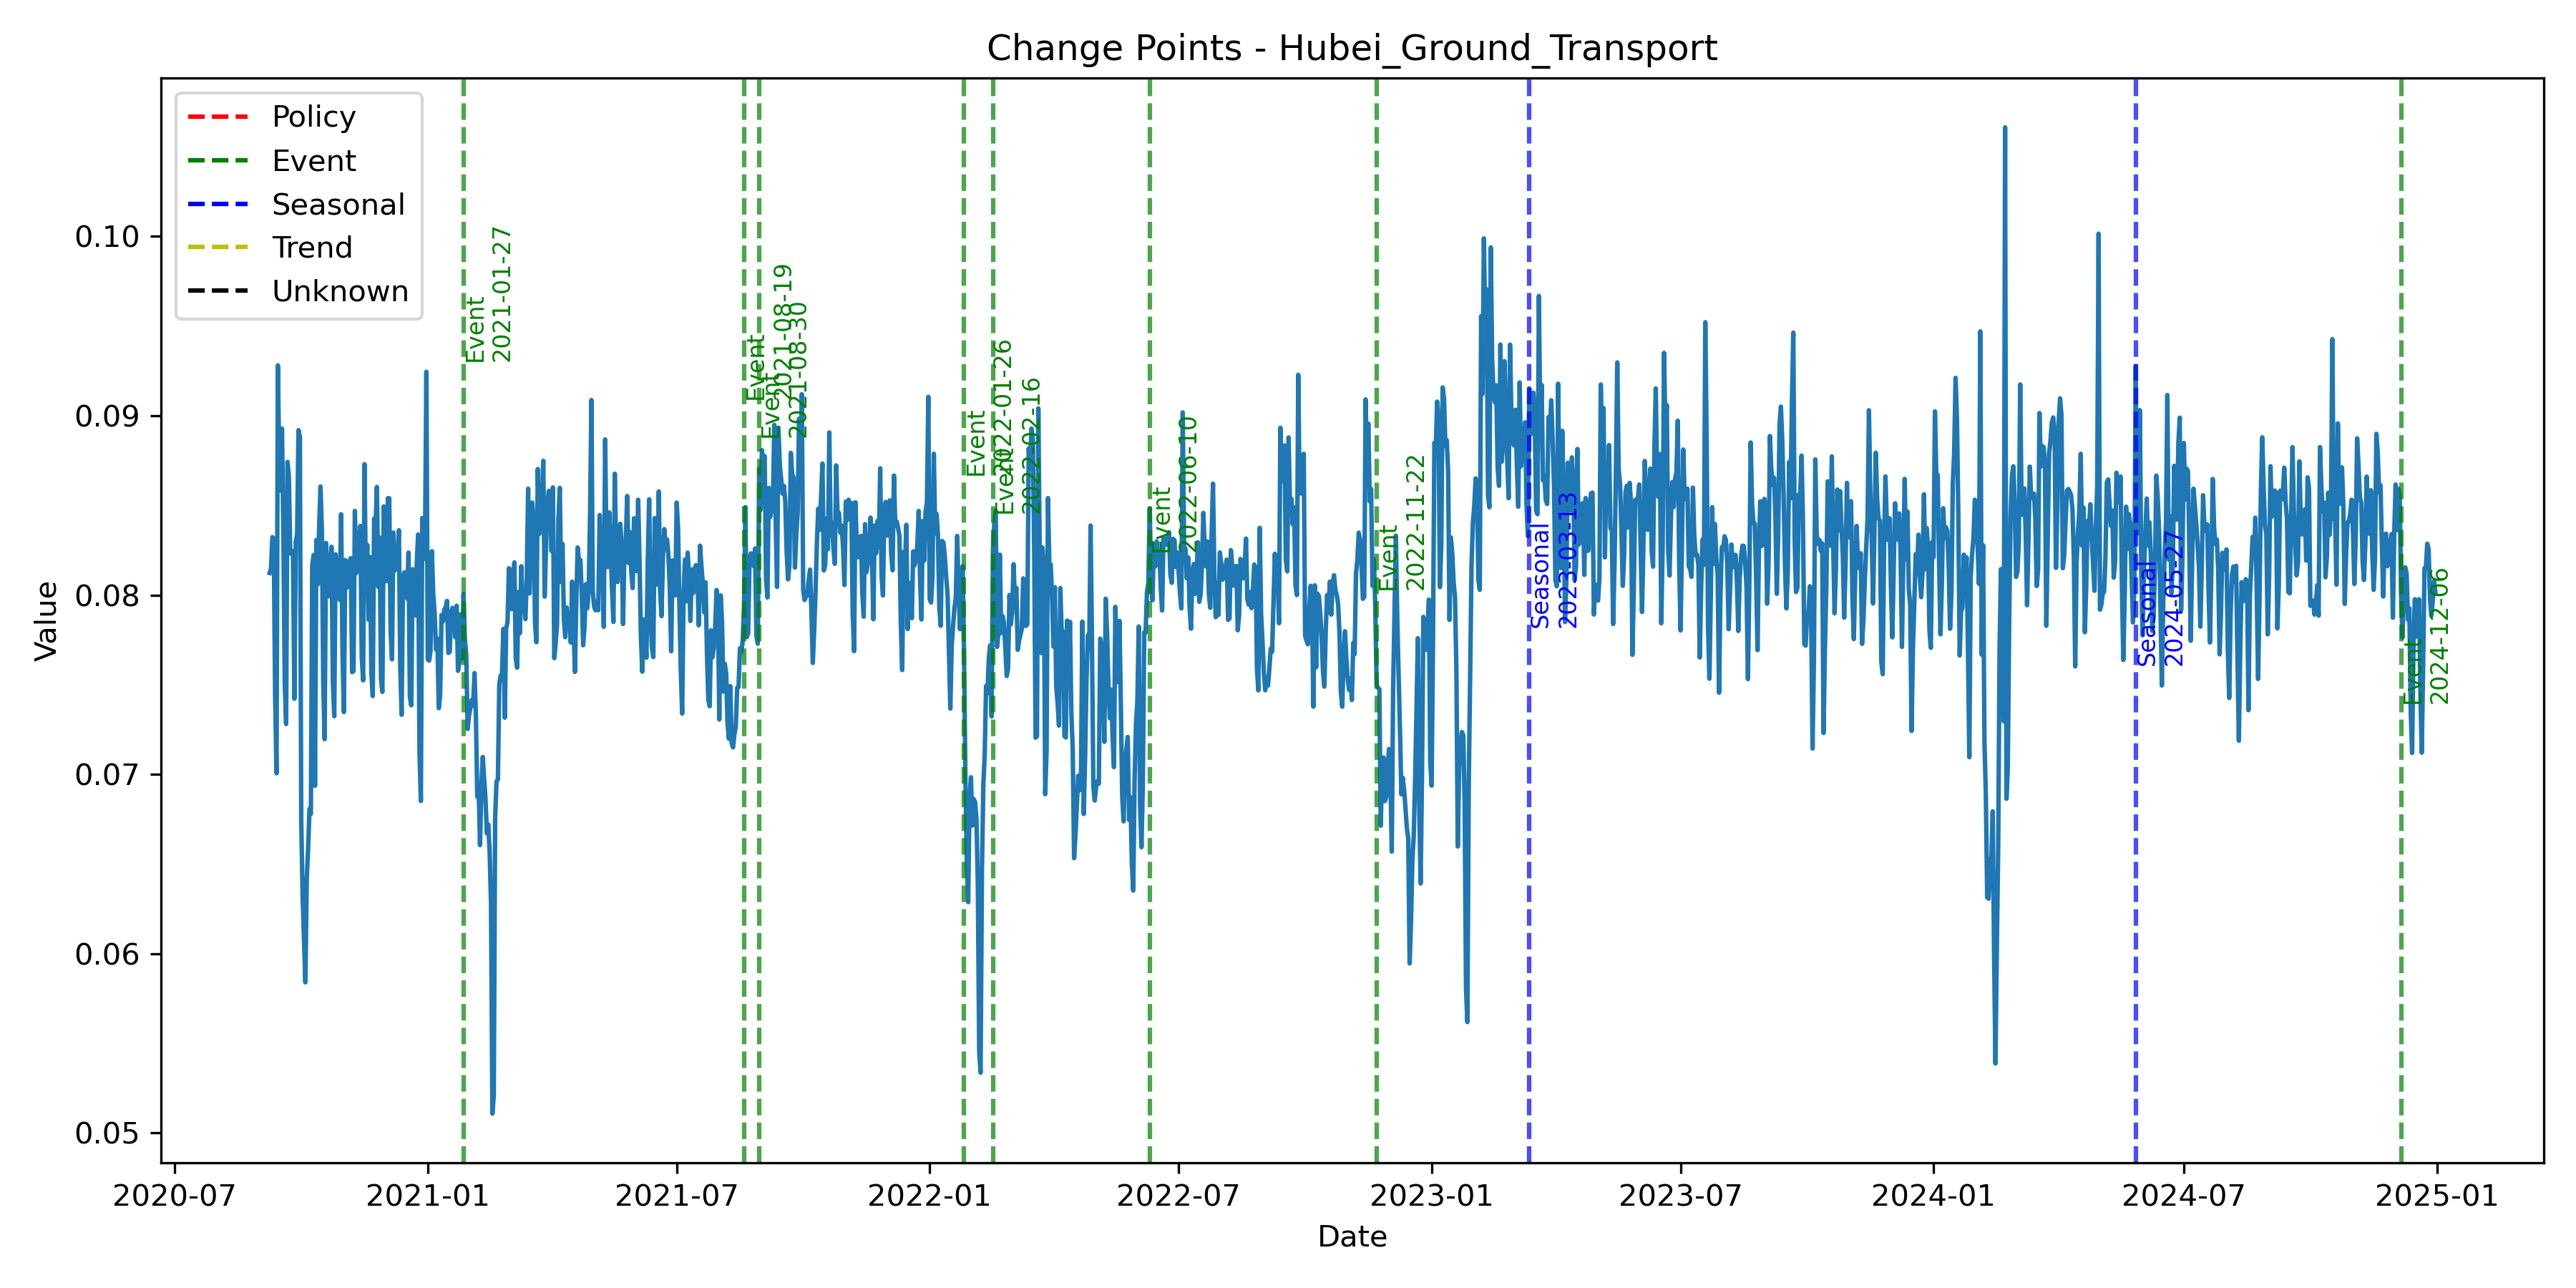 Change Points - Hubei_Ground_Transport
Policy
Event
Seasonal
Trend
Unknown
Event
2021-01-27
Event
2021-08-19
Event
2021-08-30
Event
2022-01-26
Event
2022-02-16
Event
2022-06-10
Event
2022-11-22
Seasonal
2023-03-13
Seasonal
2024-05-27
Event
2024-12-06
Value
0.10
0.09
0.08
0.07
0.06
0.05
2020-07
2021-01
2021-07
2022-01
2022-07
2023-01
2023-07
2024-01
2024-07
2025-01
Date